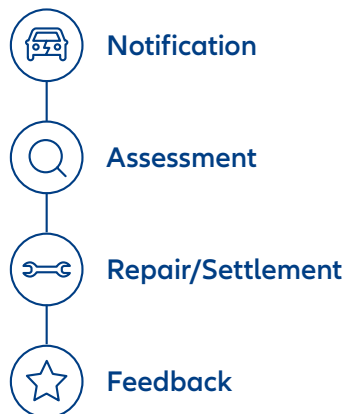 Notification
Assessment
Repair/Settlement
Feedback